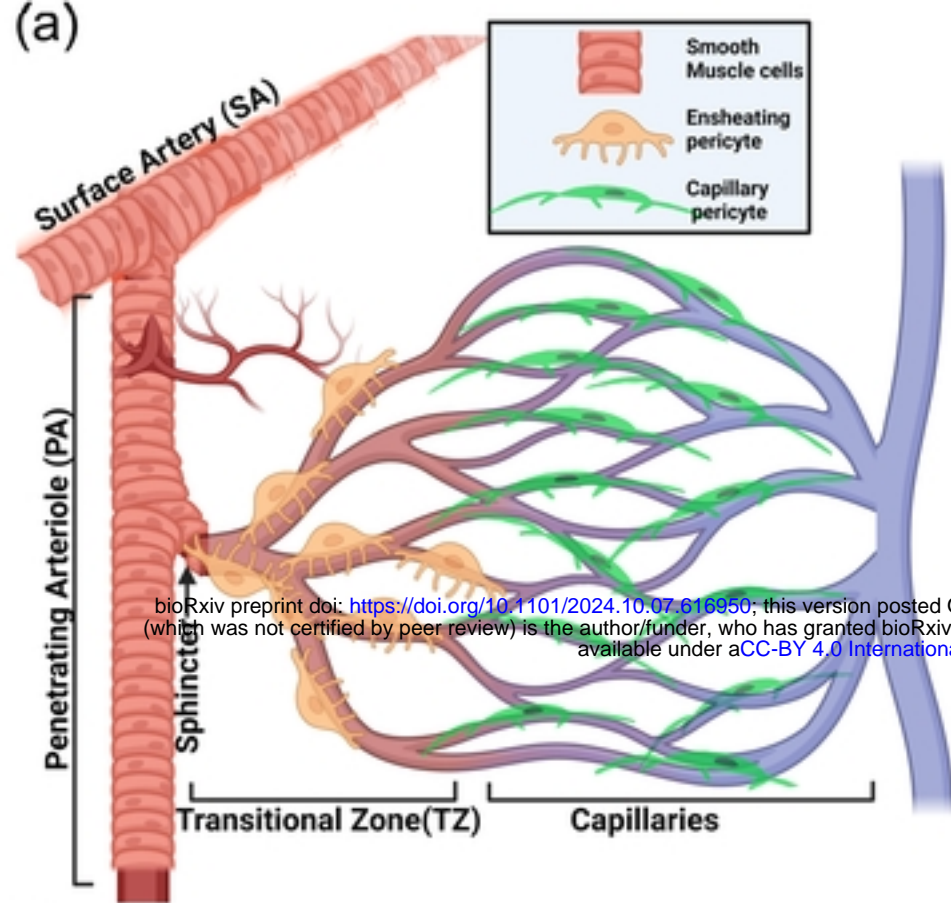 (a)
Smooth
Muscle cells
Ensheating
pericyte
Capillary
pericyte
Surface Artery (SA)
Penetrating Arteriole (PA)
Sphincter
bioRxiv preprint doi: https://doi.org/10.1101/2024.10.07.616950; this version posted
(which was not certified by peer review) is the author/funder, who has granted bioRxiv
available under aCC-BY 4.0 Internationa
Transitional Zone(TZ)
Capillaries